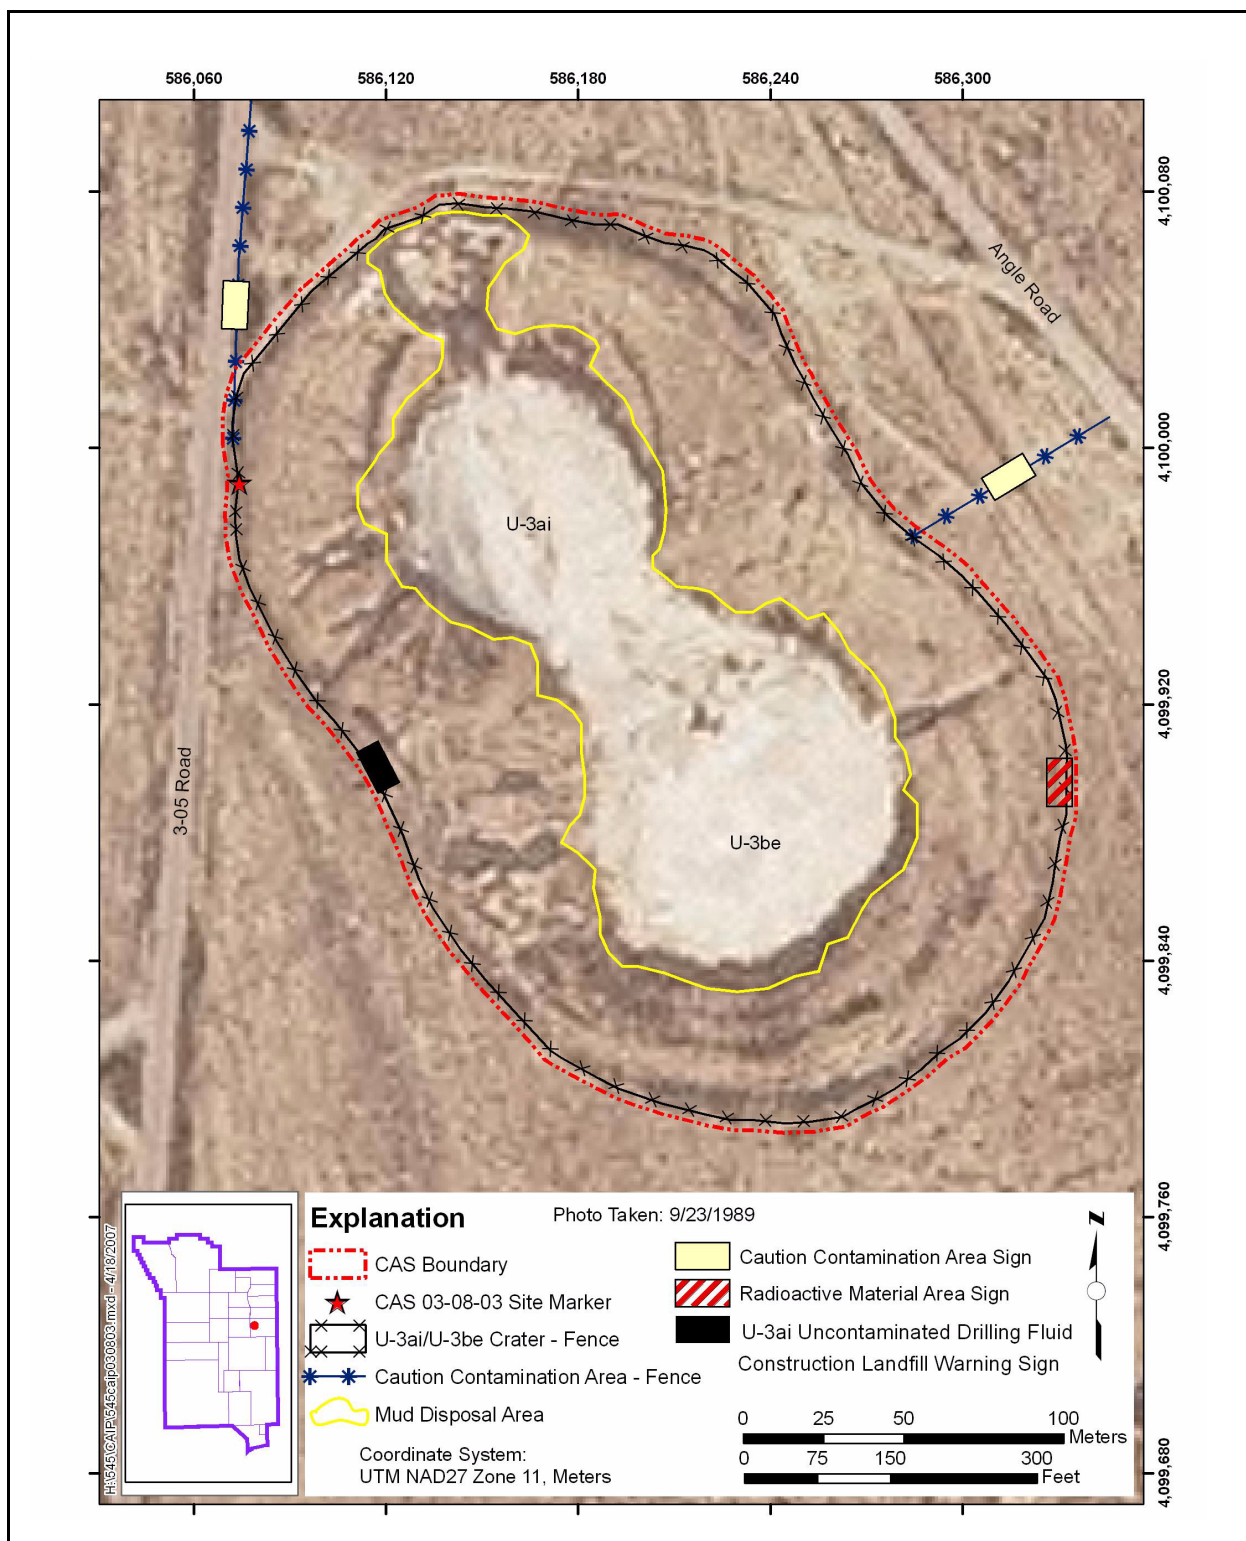 586,060 586,120 586,180 586,240 586,300
4,100,080
Angle Road
4,100,000
U-3ai
4,099,920
3-05 Road
U-3be
4,099,840
4,099,760
4,099,680
H:\545\CAIP\545caip030803.mxd - 4/18/2007
Explanation
Photo Taken: 9/23/1989
CAS Boundary
CAS 03-08-03 Site Marker
U-3ai/U-3be Crater - Fence
Caution Contamination Area - Fence
Mud Disposal Area
Coordinate System:
UTM NAD27 Zone 11, Meters
Caution Contamination Area Sign
Radioactive Material Area Sign
U-3ai Uncontaminated Drilling Fluid
Construction Landfill Warning Sign
N
0 25 50 100
Meters
0 75 150 300
Feet